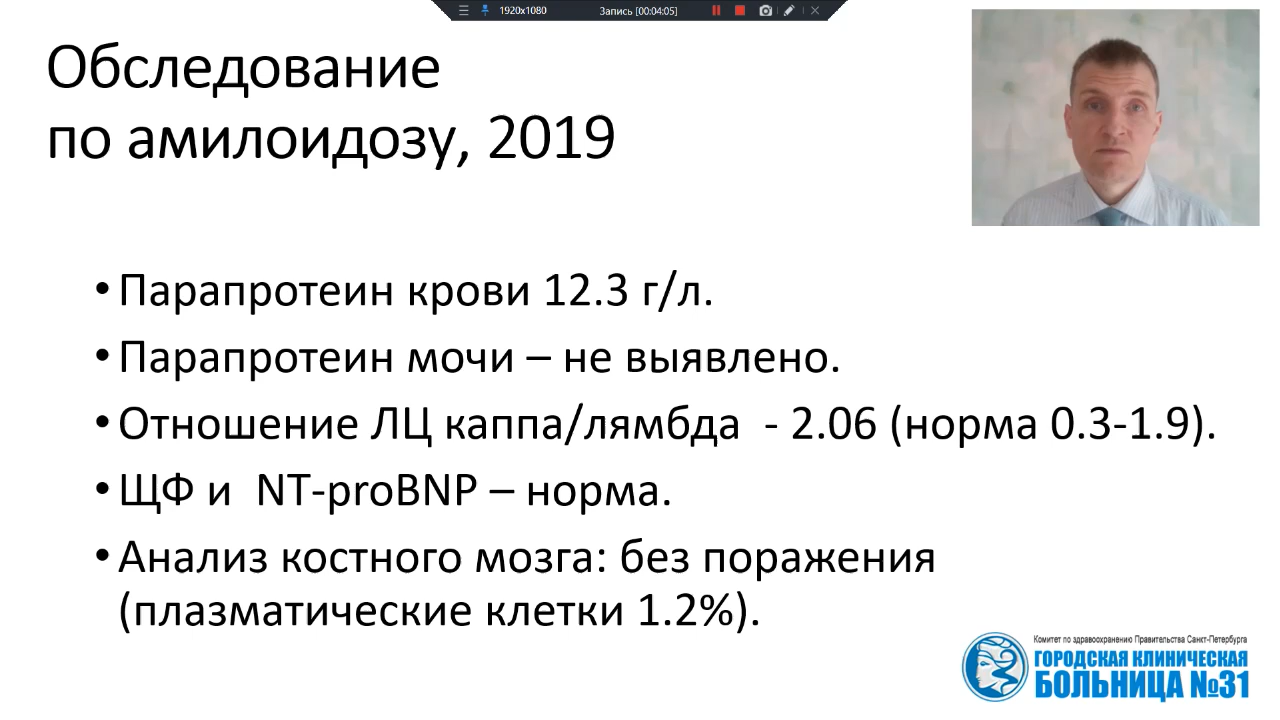 1920x1080
Запись [00:04:05]
Обследование
по амилоидозу, 2019
•Парапротеин крови 12.3 г/л.
•Парапротеин мочи – не выявлено.
•Отношение ЛЦ каппа/лямбда  - 2.06 (норма 0.3-1.9).
•ЩФ и  NT-proBNP – норма.
•Анализ костного мозга: без поражения
(плазматические клетки 1.2%).
Комитет по здравоохранению Правительства Санкт-Петербурга
ГОРОДСКАЯ КЛИНИЧЕСКАЯ
БОЛЬНИЦА №31